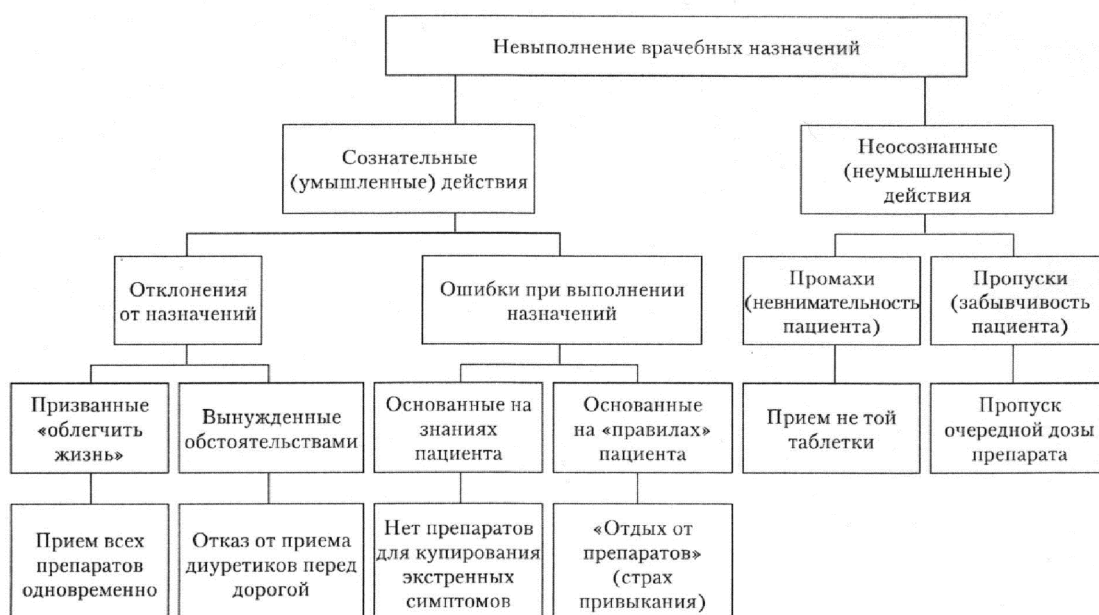 Невыполнение врачебных назначений
Сознательные
(умышленные) действия
Неосознанные
(неумышленные)
действия
Отклонения
от назначений
Ошибки при выполнении
назначений
Промахи
(невнимательность
пациента)
Пропуски
(забывчивость
пациента)
Призванные
«облегчить
жизнь»
Вынужденные
обстоятельствами
Основанные на
знаниях
пациента
Основанные
на «правилах»
пациента
Прием не той
таблетки
Пропуск
очередной дозы
препарата
Прием всех
препаратов
одновременно
Отказ от приема
диуретиков перед
дорогой
Нет препаратов
для купирования
экстренных
симптомов
«Отдых от
препаратов»
(страх
привыкания)